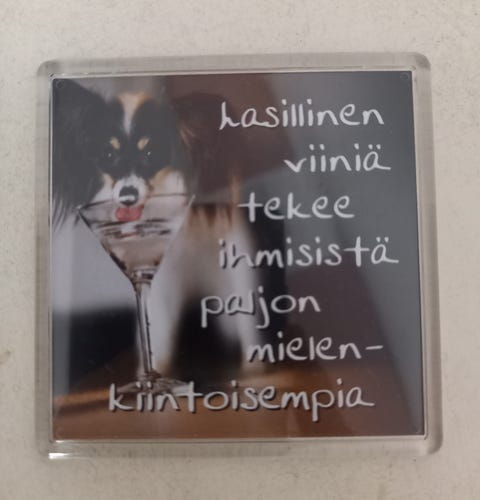 Lasillinen
viiniä
tekee
ihmisistä
paljon
mielen-
kiintoisempia